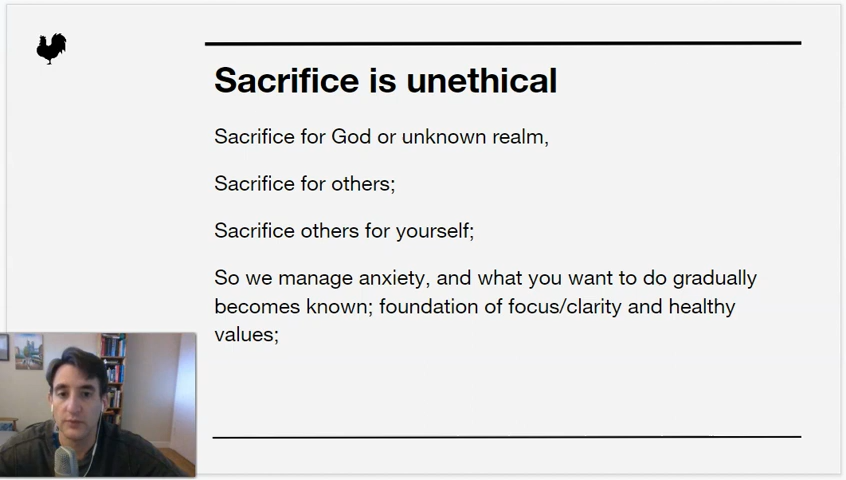 Sacrifice is unethical
Sacrifice for God or unknown realm,
Sacrifice for others;
Sacrifice others for yourself;
So we manage anxiety, and what you want to do gradually
becomes known; foundation of focus/clarity and healthy
values;